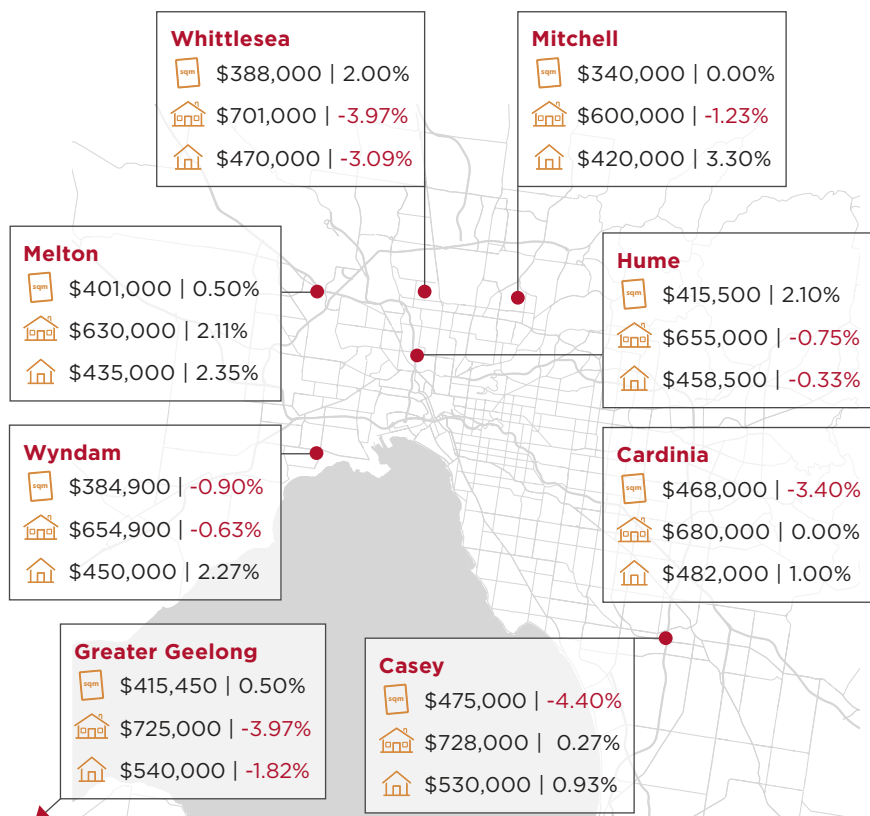 Whittlesea
sqm $388,000 | 2.00%
$701,000 | -3.97%
$470,000 | -3.09%
Mitchell
sqm $340,000 | 0.00%
$600,000 | -1.23%
$420,000 | 3.30%
Melton
sqm $401,000 | 0.50%
$630,000 | 2.11%
$435,000 | 2.35%
Hume
sqm $415,500 | 2.10%
$655,000 | -0.75%
$458,500 | -0.33%
Wyndam
sqm $384,900 | -0.90%
$654,900 | -0.63%
$450,000 | 2.27%
Cardinia
sqm $468,000 | -3.40%
$680,000 | 0.00%
$482,000 | 1.00%
Greater Geelong
sqm $415,450 | 0.50%
$725,000 | -3.97%
$540,000 | -1.82%
Casey
sqm $475,000 | -4.40%
$728,000 | 0.27%
$530,000 | 0.93%